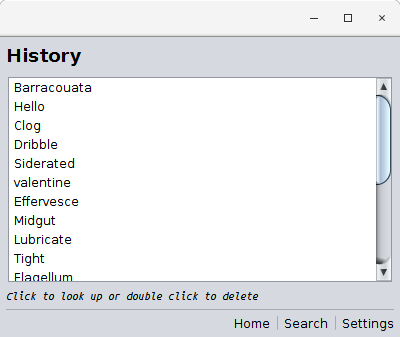 History
Barracouata
Hello
Clog
Dribble
Siderated
valentine
Effervesce
Midgut
Lubricate
Tight
Flagellum
Click to look up or double click to delete
Home | Search | Settings